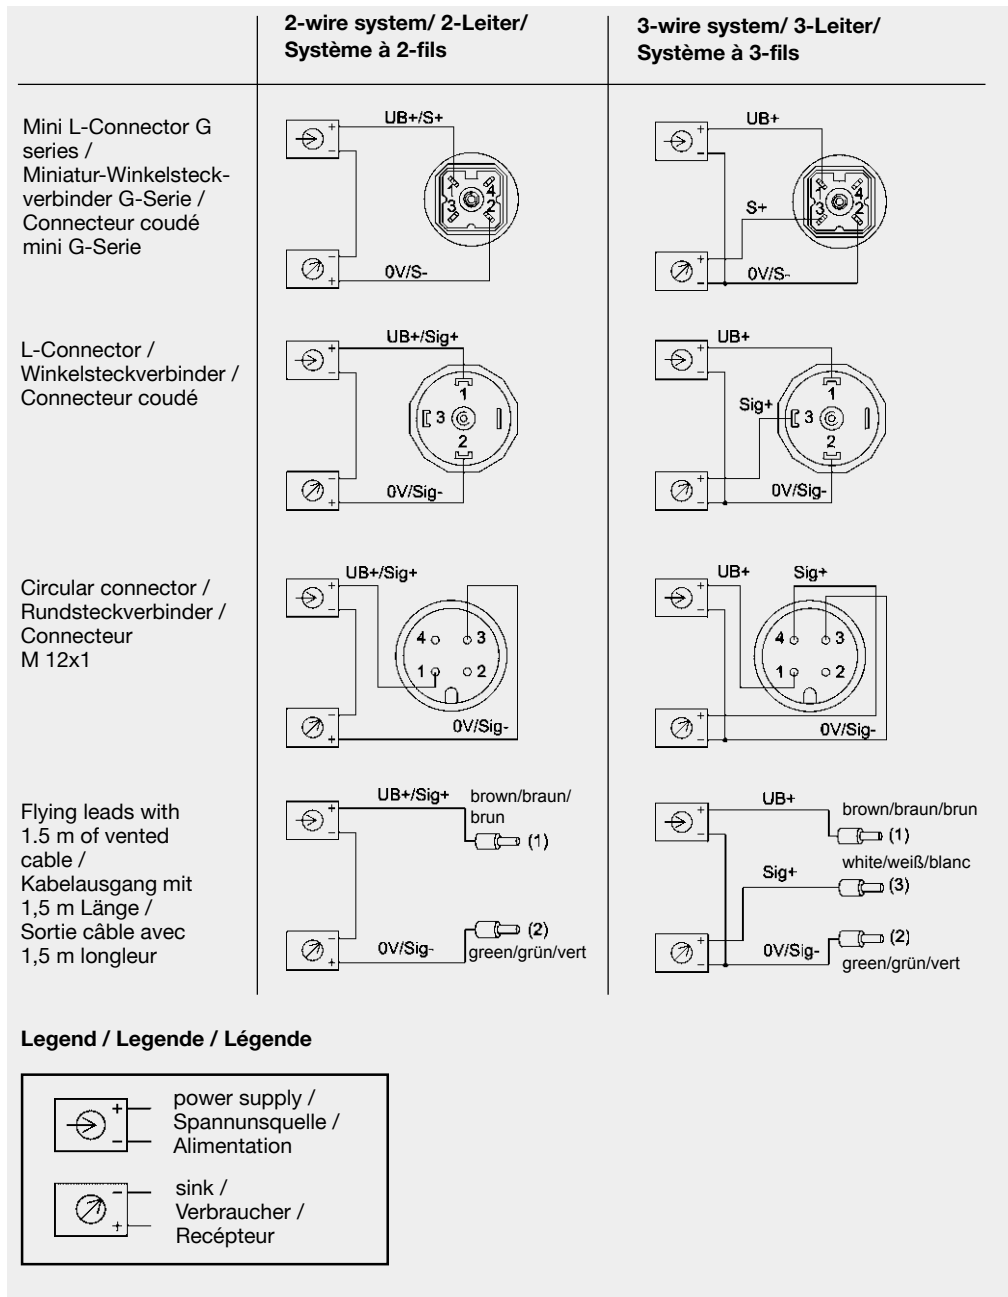 2-wire system/ 2-Leiter/
Système à 2-fils
3-wire system/ 3-Leiter/
Système à 3-fils
Mini L-Connector G
series /
Miniatur-Winkelsteck-
verbinder G-Serie /
Connecteur coudé
mini G-Serie
UB+/S+
+
−
1
4
3
2
−
+
0V/S-
UB+
+
−
1
4
3
2
S+
+
−
0V/S-
L-Connector /
Winkelsteckverbinder /
Connecteur coudé
UB+/Sig+
+
−
1
3
2
−
+
0V/Sig-
UB+
+
−
1
Sig+
3
2
+
−
0V/Sig-
Circular connector /
Rundsteckverbinder /
Connecteur
M 12x1
UB+/Sig+
+
−
4
3
1
2
−
+
0V/Sig-
UB+
Sig+
+
−
4
3
1
2
+
−
0V/Sig-
Flying leads with
1.5 m of vented
cable /
Kabelausgang mit
1,5 m Länge /
Sortie câble avec
1,5 m longleur
UB+/Sig+
brown/braun/
brun
+
−
(1)
(2)
−
+
0V/Sig-
green/grün/vert
UB+
brown/braun/brun
+
−
(1)
white/weiß/blanc
Sig+
(3)
+
−
(2)
0V/Sig-
green/grün/vert
Legend / Legende / Légende
+
−
power supply /
Spannunsquelle /
Alimentation
−
+
sink /
Verbraucher /
Recépteur